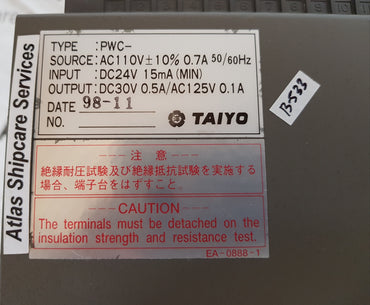 TYPE : PWC-
SOURCE: AC110V±10% 0.7A 50/60Hz
INPUT : DC24V 15mA (MIN)
OUTPUT: DC30V 0.5A/AC125V 0.1A
DATE 98-11
NO.
TAIYO
B533
Atlas Shipcare Services
---注 意---
絶縁耐圧試験及び絶縁抵抗試験を実施する
場合、端子台をはずすこと。
---CAUTION---
The terminals must be detached on the
insulation strength and resistance test.
EA-0888-1